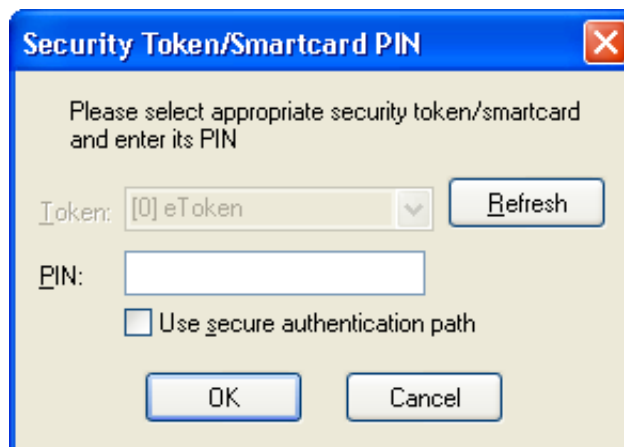 Security Token/Smartcard PIN
Please select appropriate security token/smartcard
and enter its PIN
Token: [0] eToken Refresh
PIN:
Use secure authentication path
OK Cancel